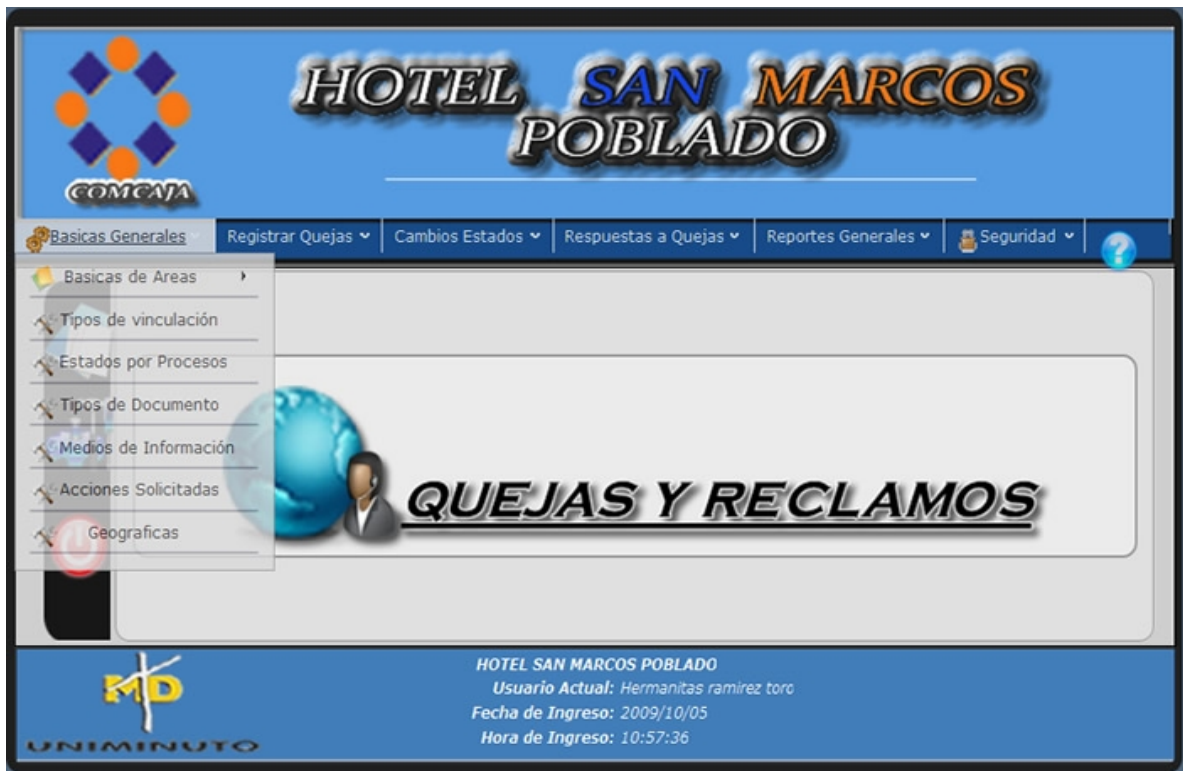 HOTEL SAN MARCOS
POBLADO
COMCAJA
Basicas Generales
Registrar Quejas
Cambios Estados
Respuestas a Quejas
Reportes Generales
Seguridad
?
Basicas de Areas
Tipos de vinculación
Estados por Procesos
Tipos de Documento
Medios de Información
Acciones Solicitadas
Geograficas
QUEJAS Y RECLAMOS
MD
UNIMINUTO
HOTEL SAN MARCOS POBLADO
Usuario Actual: Hermanitas ramirez toro
Fecha de Ingreso: 2009/10/05
Hora de Ingreso: 10:57:36